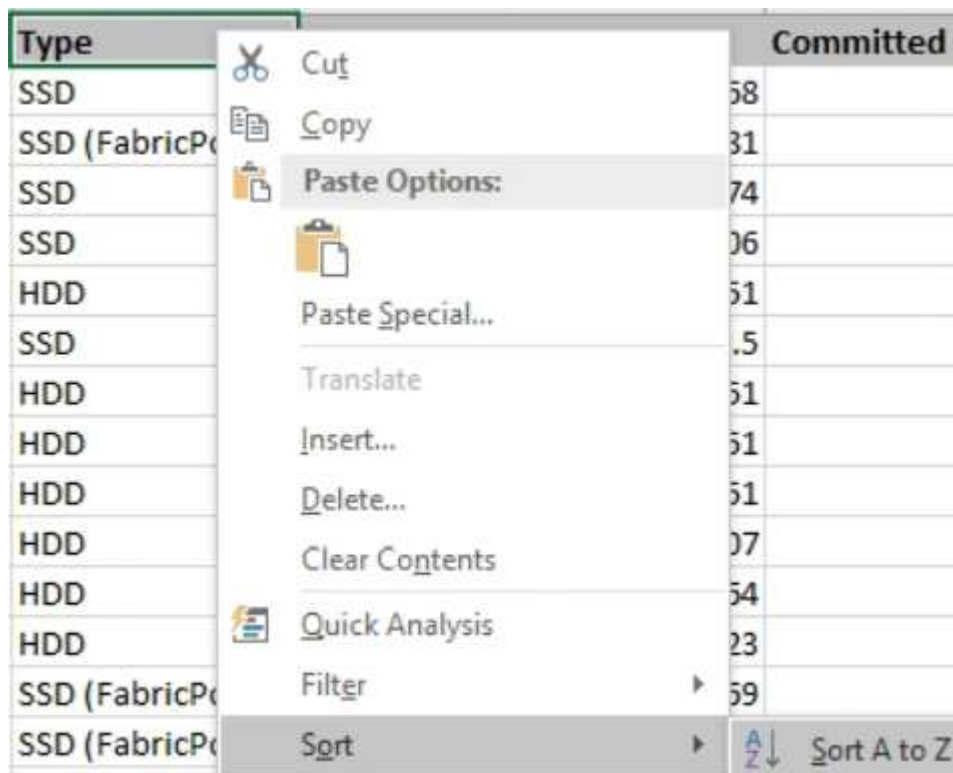 Type Committed
SSD Cut 58
SSD (FabricPo Copy 31
SSD Paste Options: 74
SSD 06
HDD Paste Special... 51
SSD .5
HDD Translate 51
HDD Insert... 51
HDD Delete... 51
HDD Clear Contents 07
HDD 54
HDD Quick Analysis 23
SSD (FabricPo Filter 59
SSD (FabricPo Sort Sort A to Z